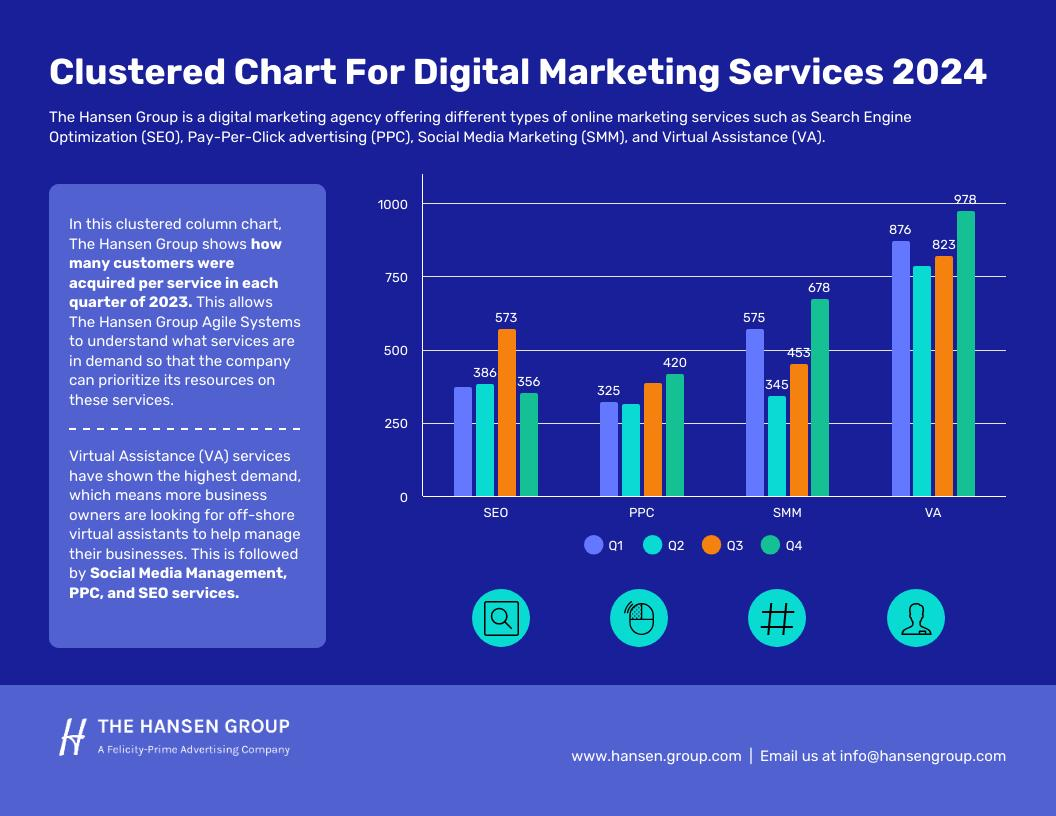 Clustered Chart For Digital Marketing Services 2024
The Hansen Group is a digital marketing agency offering different types of online marketing services such as Search Engine
Optimization (SEO), Pay-Per-Click advertising (PPC), Social Media Marketing (SMM), and Virtual Assistance (VA).
In this clustered column chart,
The Hansen Group shows how
many customers were
acquired per service in each
quarter of 2023. This allows
The Hansen Group Agile Systems
to understand what services are
in demand so that the company
can prioritize its resources on
these services.
Virtual Assistance (VA) services
have shown the highest demand,
which means more business
owners are looking for off-shore
virtual assistants to help manage
their businesses. This is followed
by Social Media Management,
PPC, and SEO services.
1000
750
500
250
0
386
573
356
325
420
575
345
453
678
876
823
978
SEO
PPC
SMM
VA
Q1
Q2
Q3
Q4
THE HANSEN GROUP
A Felicity-Prime Advertising Company
www.hansen.group.com | Email us at info@hansengroup.com